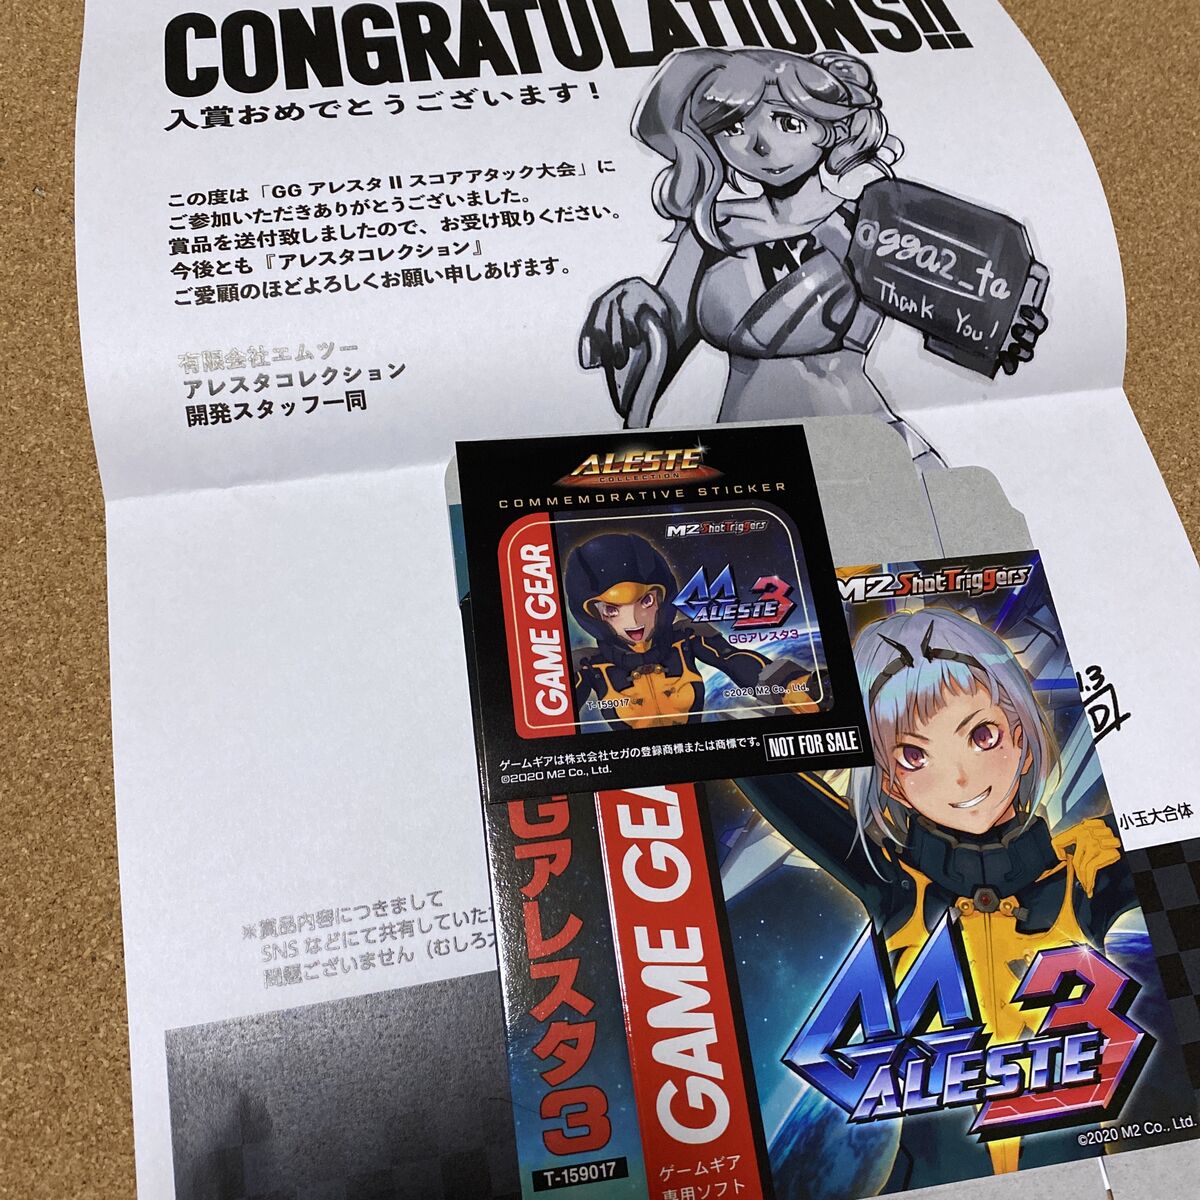 CONGRATULATIONS!!
入賞おめでとうございます!
この度は「GG アレスタ II スコアアタック大会」に
ご参加いただきありがとうございました。
賞品を送付致しましたので、お受け取りください。
今後とも『アレスタコレクション』
ご愛顧のほどよろしくお願い申しあげます。
有限会社エムツー
アレスタコレクション
開発スタッフ一同
M2
Thank You!
ALESTE
COLLECTION
COMMEMORATIVE STICKER
GAME GEAR
M2 ShotTriggers
GG ALESTE 3
GGアレスタ3
©2020 M2 Co., Ltd.
T-159017
ゲームギアは株式会社セガの登録商標または商標です。
©2020 M2 Co., Ltd.
NOT FOR SALE
M2 ShotTriggers
Gアレスタ3
T-159017
GAME GEA
ゲームギア
専用ソフト
GG ALESTE 3
©2020 M2 Co., Ltd.
小玉大合体
※賞品内容につきまして
SNS などにて共有していた
問題ございません(むしろ